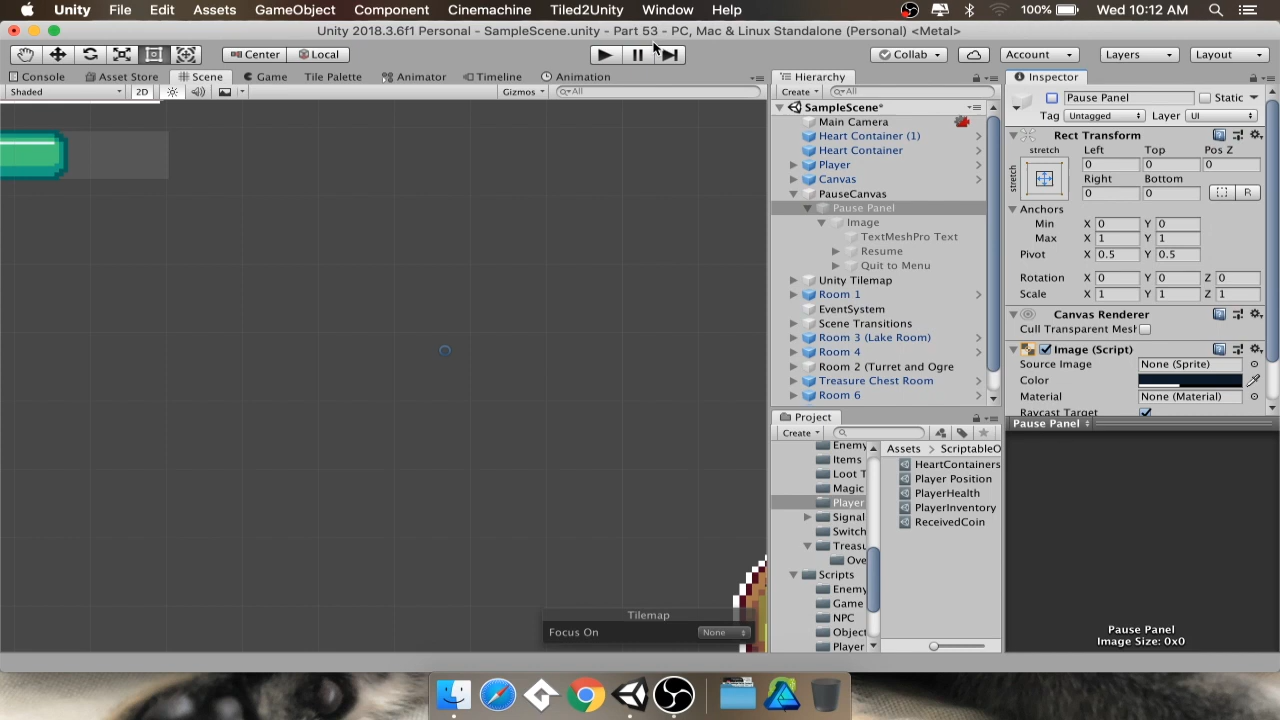 Unity File Edit Assets GameObject Component Cinemachine Tiled2Unity Window Help 100% Wed 10:12 AM
Unity 2018.3.6f1 Personal - SampleScene.unity - Part 53 - PC, Mac & Linux Standalone (Personal) <Metal>
Center Local Collab Account Layers Layout
Console Asset Store Scene Game Tile Palette Animator Timeline Animation
Shaded 2D Gizmos All
Hierarchy
Create All
SampleScene*
Main Camera
Heart Container (1)
Heart Container
Player
Canvas
PauseCanvas
Pause Panel
Image
TextMeshPro Text
Resume
Quit to Menu
Unity Tilemap
Room 1
EventSystem
Scene Transitions
Room 3 (Lake Room)
Room 4
Room 2 (Turret and Ogre
Treasure Chest Room
Room 6
Inspector
Pause Panel Static
Tag Untagged Layer UI
Rect Transform
stretch Left Top Pos Z
stretch 0 0 0
Right Bottom
0 0 R
Anchors
Min X 0 Y 0
Max X 1 Y 1
Pivot X 0.5 Y 0.5
Rotation X 0 Y 0 Z 0
Scale X 1 Y 1 Z 1
Canvas Renderer
Cull Transparent Mesh
Image (Script)
Source Image None (Sprite)
Color
Material None (Material)
Raycast Target
Pause Panel
Pause Panel
Image Size: 0x0
Project
Create
Enemy
Items
Loot T
Magic
Player
Signal
Switch
Treasu
Ove
Scripts
Enemy
Game
NPC
Object
Player
Assets > ScriptableO
HeartContainers
Player Position
PlayerHealth
PlayerInventory
ReceivedCoin
Tilemap
Focus On None